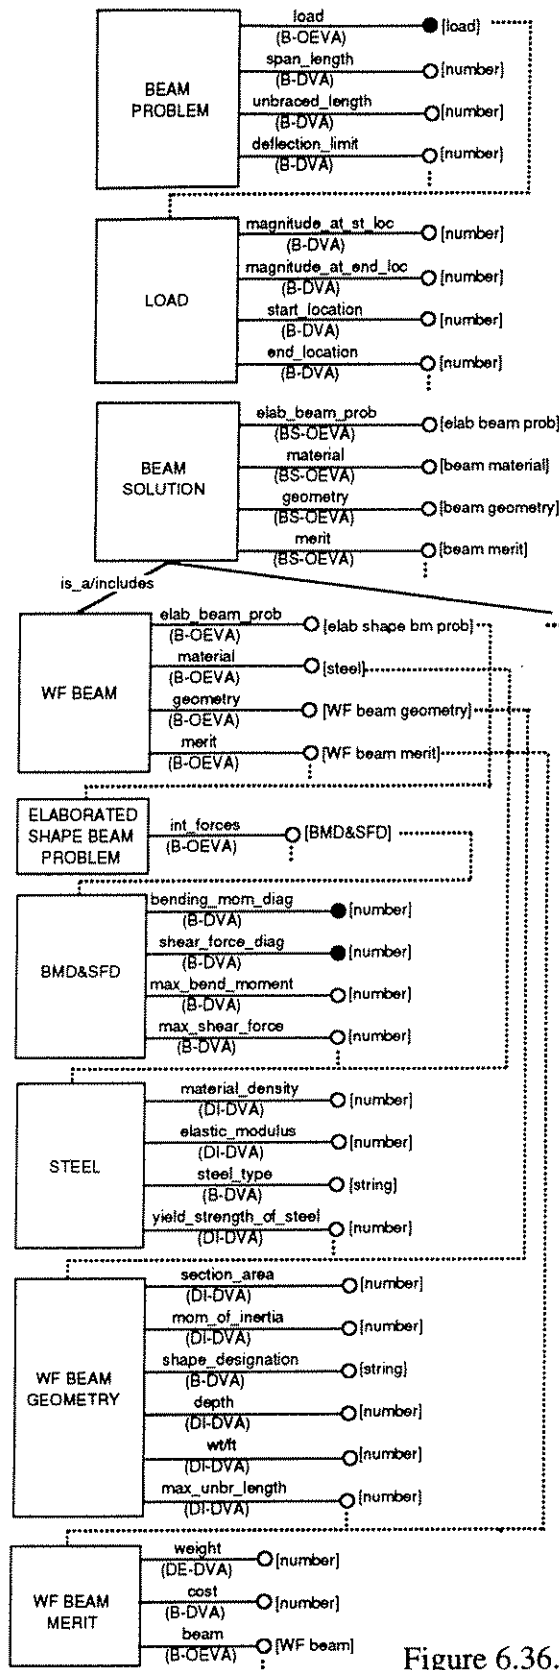 load
(B-OEVA)
[load]
span_length
(B-DVA)
[number]
BEAM
PROBLEM
unbraced_length
(B-DVA)
[number]
deflection_limit
(B-DVA)
[number]
magnitude_at_st_loc
(B-DVA)
[number]
magnitude_at_end_loc
(B-DVA)
[number]
LOAD
start_location
(B-DVA)
[number]
end_location
(B-DVA)
[number]
elab_beam_prob
(BS-OEVA)
[elab beam prob]
BEAM
SOLUTION
material
(BS-OEVA)
[beam material]
geometry
(BS-OEVA)
[beam geometry]
merit
(BS-OEVA)
[beam merit]
is_a/includes
elab_beam_prob
(B-OEVA)
[elab shape bm prob]
material
(B-OEVA)
[steel]
WF BEAM
geometry
(B-OEVA)
[WF beam geometry]
merit
(B-OEVA)
[WF beam merit]
ELABORATED
SHAPE BEAM
PROBLEM
int_forces
(B-OEVA)
[BMD&SFD]
bending_mom_diag
(B-DVA)
[number]
shear_force_diag
(B-DVA)
[number]
BMD&SFD
max_bend_moment
(B-DVA)
[number]
max_shear_force
(B-DVA)
[number]
material_density
(DI-DVA)
[number]
elastic_modulus
(DI-DVA)
[number]
STEEL
steel_type
(B-DVA)
[string]
yield_strength_of_steel
(DI-DVA)
[number]
section_area
(DI-DVA)
[number]
mom_of_inertia
(DI-DVA)
[number]
WF BEAM
GEOMETRY
shape_designation
(B-DVA)
[string]
depth
(DI-DVA)
[number]
wt/ft
(DI-DVA)
[number]
max_unbr_length
(DI-DVA)
[number]
weight
(DE-DVA)
[number]
WF BEAM
MERIT
cost
(B-DVA)
[number]
beam
(B-OEVA)
[WF beam]
Figure 6.36.